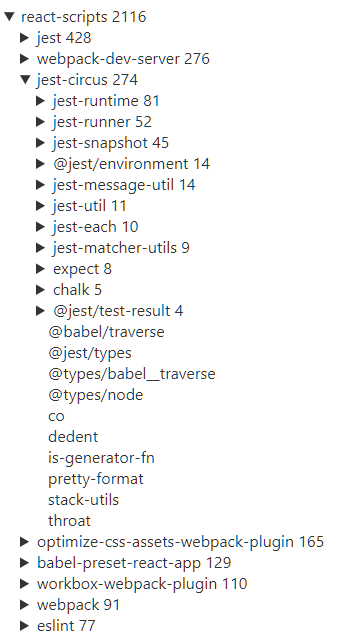 react-scripts 2116
jest 428
webpack-dev-server 276
jest-circus 274
jest-runtime 81
jest-runner 52
jest-snapshot 45
@jest/environment 14
jest-message-util 14
jest-util 11
jest-each 10
jest-matcher-utils 9
expect 8
chalk 5
@jest/test-result 4
@babel/traverse
@jest/types
@types/babel__traverse
@types/node
co
dedent
is-generator-fn
pretty-format
stack-utils
throat
optimize-css-assets-webpack-plugin 165
babel-preset-react-app 129
workbox-webpack-plugin 110
webpack 91
eslint 77